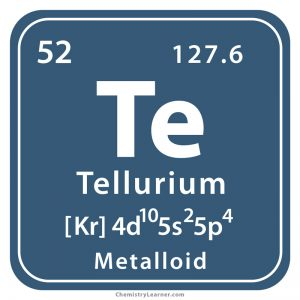 52 127.6
Te
Tellurium
[Kr] 4d¹⁰5s²5p⁴
Metalloid
ChemistryLearner.com